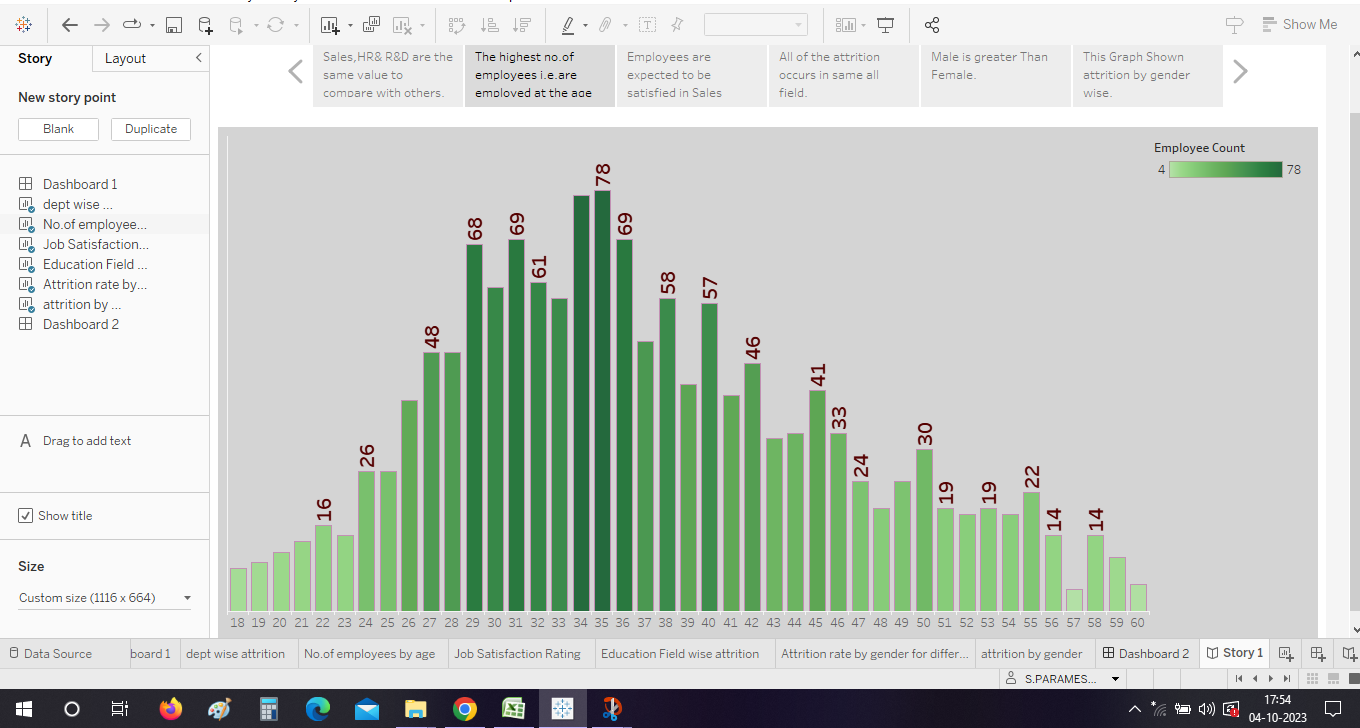 Show Me
Story
Layout
New story point
Blank
Duplicate
Dashboard 1
dept wise ...
No.of employee...
Job Satisfaction...
Education Field ...
Attrition rate by...
attrition by ...
Dashboard 2
A Drag to add text
Show title
Size
Custom size (1116 x 664)
Sales,HR& R&D are the
same value to
compare with others.
The highest no.of
employees i.e.are
employed at the age
Employees are
expected to be
satisfied in Sales
All of the attrition
occurs in same all
field.
Male is greater Than
Female.
This Graph Shown
attrition by gender
wise.
Employee Count
4 78
16
26
48
68
69
61
78
69
58
57
46
41
33
24
30
19
19
22
14
14
18 19 20 21 22 23 24 25 26 27 28 29 30 31 32 33 34 35 36 37 38 39 40 41 42 43 44 45 46 47 48 49 50 51 52 53 54 55 56 57 58 59 60
Data Source
board 1
dept wise attrition
No.of employees by age
Job Satisfaction Rating
Education Field wise attrition
Attrition rate by gender for differ...
attrition by gender
Dashboard 2
Story 1
S.PARAMES...
17:54
04-10-2023